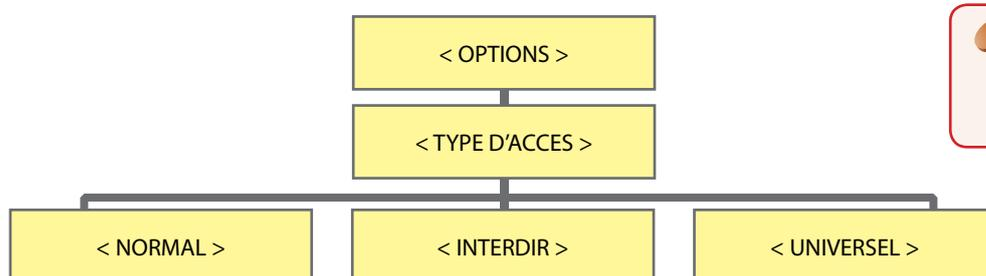 < OPTIONS >
< TYPE D’ACCES >
< NORMAL >
< INTERDIR >
< UNIVERSEL >